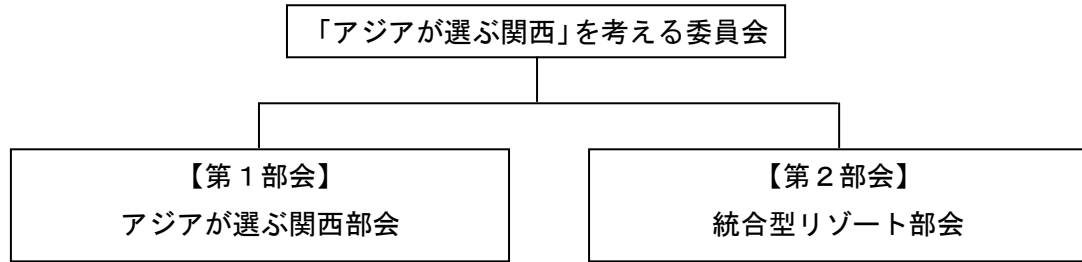 「アジアが選ぶ関西」を考える委員会
【第１部会】
アジアが選ぶ関西部会
【第２部会】
統合型リゾート部会